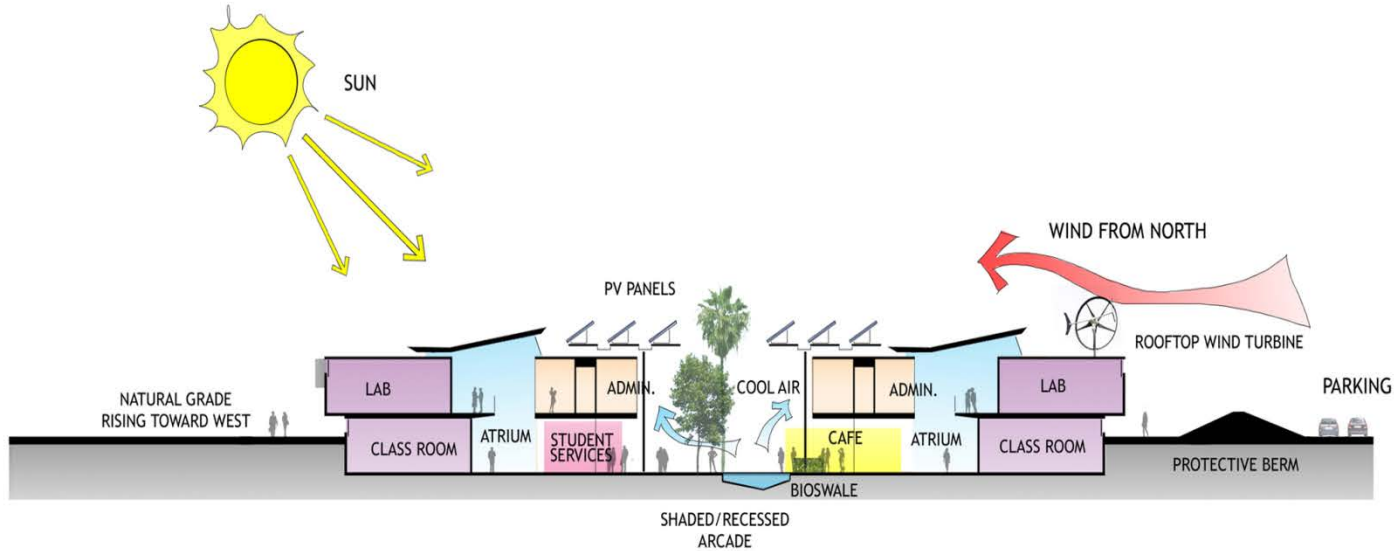 SUN
WIND FROM NORTH
PV PANELS
ROOFTOP WIND TURBINE
NATURAL GRADE
RISING TOWARD WEST
LAB
ADMIN.
COOL AIR
ADMIN.
LAB
PARKING
CLASS ROOM
ATRIUM
STUDENT
SERVICES
CAFE
ATRIUM
CLASS ROOM
PROTECTIVE BERM
BIOSWALE
SHADED/RECESSED
ARCADE